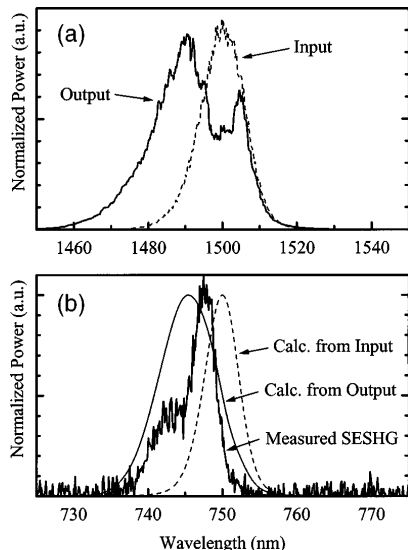 (a)
Normalized Power (a.u.)
Input
Output
1460 1480 1500 1520 1540
(b)
Normalized Power (a.u.)
Calc. from Input
Calc. from Output
Measured SESHG
730 740 750 760 770
Wavelength (nm)